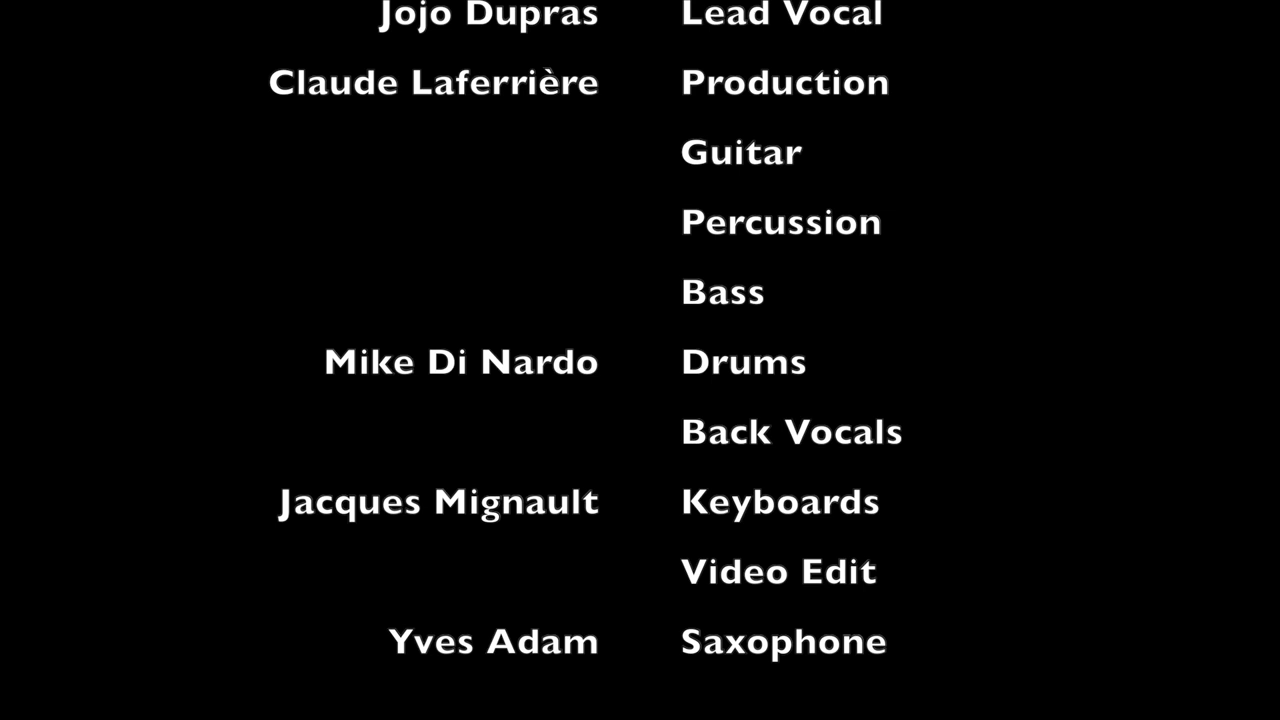 Jojo Dupras Lead Vocal
Claude Laferrière Production
Guitar
Percussion
Bass
Mike Di Nardo Drums
Back Vocals
Jacques Mignault Keyboards
Video Edit
Yves Adam Saxophone